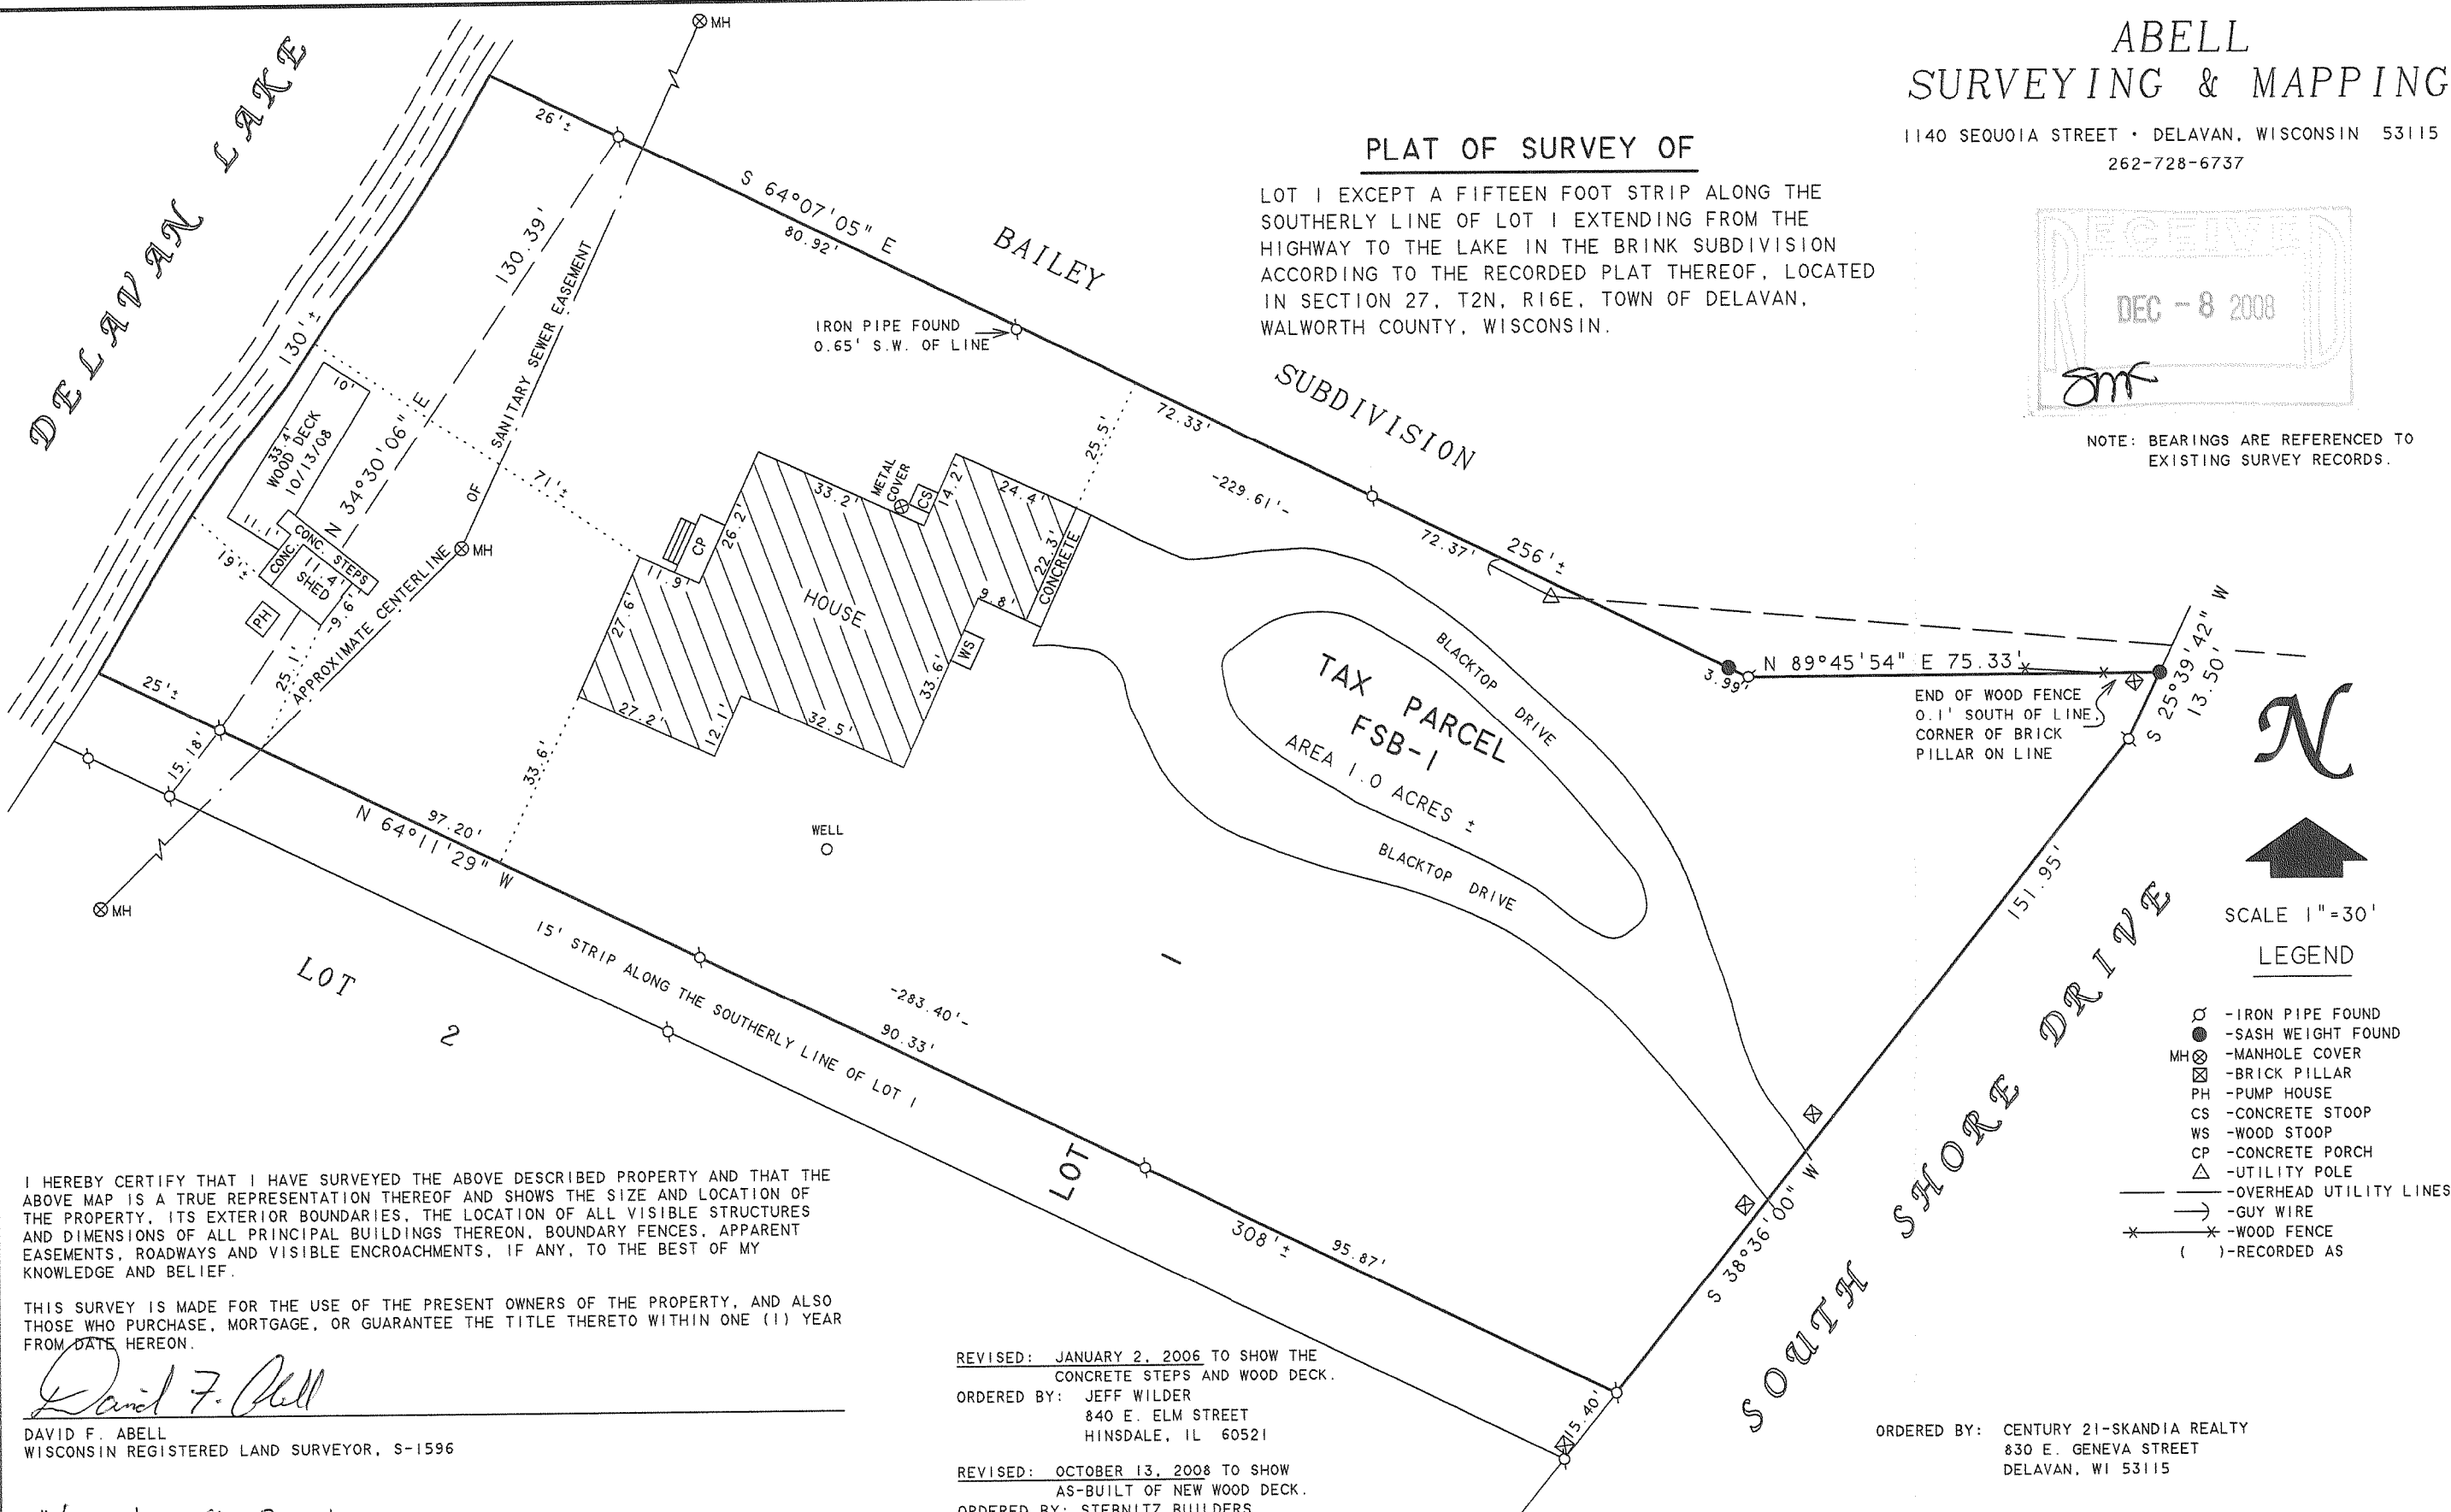 ABELL
SURVEYING & MAPPING
1140 SEQUOIA STREET • DELAVAN, WISCONSIN 53115
262-728-6737
PLAT OF SURVEY OF
LOT 1 EXCEPT A FIFTEEN FOOT STRIP ALONG THE
SOUTHERLY LINE OF LOT 1 EXTENDING FROM THE
HIGHWAY TO THE LAKE IN THE BRINK SUBDIVISION
ACCORDING TO THE RECORDED PLAT THEREOF, LOCATED
IN SECTION 27, T2N, R16E, TOWN OF DELAVAN,
WALWORTH COUNTY, WISCONSIN.
RECEIVED
DEC - 8 2008
NOTE: BEARINGS ARE REFERENCED TO
EXISTING SURVEY RECORDS.
DELAVAN LAKE
MH
26'±
S 64°07'05" E
80.92'
BAILEY
SUBDIVISION
IRON PIPE FOUND
0.65' S.W. OF LINE
130.39'
SANITARY SEWER EASEMENT
OF
APPROXIMATE CENTERLINE
130'±
10'
33.4'
WOOD DECK
10/13/08
11.1'
N 34°30'06" E
71'±
CONC. STEPS
CONC.
11.4'
SHED
19'±
-9.6'
25.1'
PH
MH
25'±
15.18'
MH
33.2'
METAL
COVER
CS
14.2'
24.4'
25.5'
72.33'
-229.61'-
72.37'
256'±
CP
26.2'
11.9'
27.6'
HOUSE
22.3'
CONCRETE
9.8'
WS
33.6'
27.2'
12.1'
32.5'
33.6'
97.20'
N 64°11'29" W
WELL
TAX PARCEL
FSB-1
AREA 1.0 ACRES ±
BLACKTOP DRIVE
BLACKTOP DRIVE
3.99'
N 89°45'54" E 75.33'
END OF WOOD FENCE
0.1' SOUTH OF LINE,
CORNER OF BRICK
PILLAR ON LINE
S 25°39'42" W
13.50'
N
SCALE 1"=30'
LEGEND
-IRON PIPE FOUND
-SASH WEIGHT FOUND
MH -MANHOLE COVER
-BRICK PILLAR
PH -PUMP HOUSE
CS -CONCRETE STOOP
WS -WOOD STOOP
CP -CONCRETE PORCH
-UTILITY POLE
-OVERHEAD UTILITY LINES
-GUY WIRE
-WOOD FENCE
( )-RECORDED AS
151.95'
S 38°36'00" W
SOUTH SHORE DRIVE
LOT 2
15' STRIP ALONG THE SOUTHERLY LINE OF LOT 1
-283.40'-
90.33'
LOT 1
308'±
95.87'
15.40'
I HEREBY CERTIFY THAT I HAVE SURVEYED THE ABOVE DESCRIBED PROPERTY AND THAT THE
ABOVE MAP IS A TRUE REPRESENTATION THEREOF AND SHOWS THE SIZE AND LOCATION OF
THE PROPERTY, ITS EXTERIOR BOUNDARIES, THE LOCATION OF ALL VISIBLE STRUCTURES
AND DIMENSIONS OF ALL PRINCIPAL BUILDINGS THEREON, BOUNDARY FENCES, APPARENT
EASEMENTS, ROADWAYS AND VISIBLE ENCROACHMENTS, IF ANY, TO THE BEST OF MY
KNOWLEDGE AND BELIEF.
THIS SURVEY IS MADE FOR THE USE OF THE PRESENT OWNERS OF THE PROPERTY, AND ALSO
THOSE WHO PURCHASE, MORTGAGE, OR GUARANTEE THE TITLE THERETO WITHIN ONE (1) YEAR
FROM DATE HEREON.
David F. Abell
DAVID F. ABELL
WISCONSIN REGISTERED LAND SURVEYOR, S-1596
REVISED: JANUARY 2, 2006 TO SHOW THE
CONCRETE STEPS AND WOOD DECK.
ORDERED BY: JEFF WILDER
840 E. ELM STREET
HINSDALE, IL 60521
REVISED: OCTOBER 13, 2008 TO SHOW
AS-BUILT OF NEW WOOD DECK.
ORDERED BY: STEBNITZ BUILDERS
ORDERED BY: CENTURY 21-SKANDIA REALTY
830 E. GENEVA STREET
DELAVAN, WI 53115